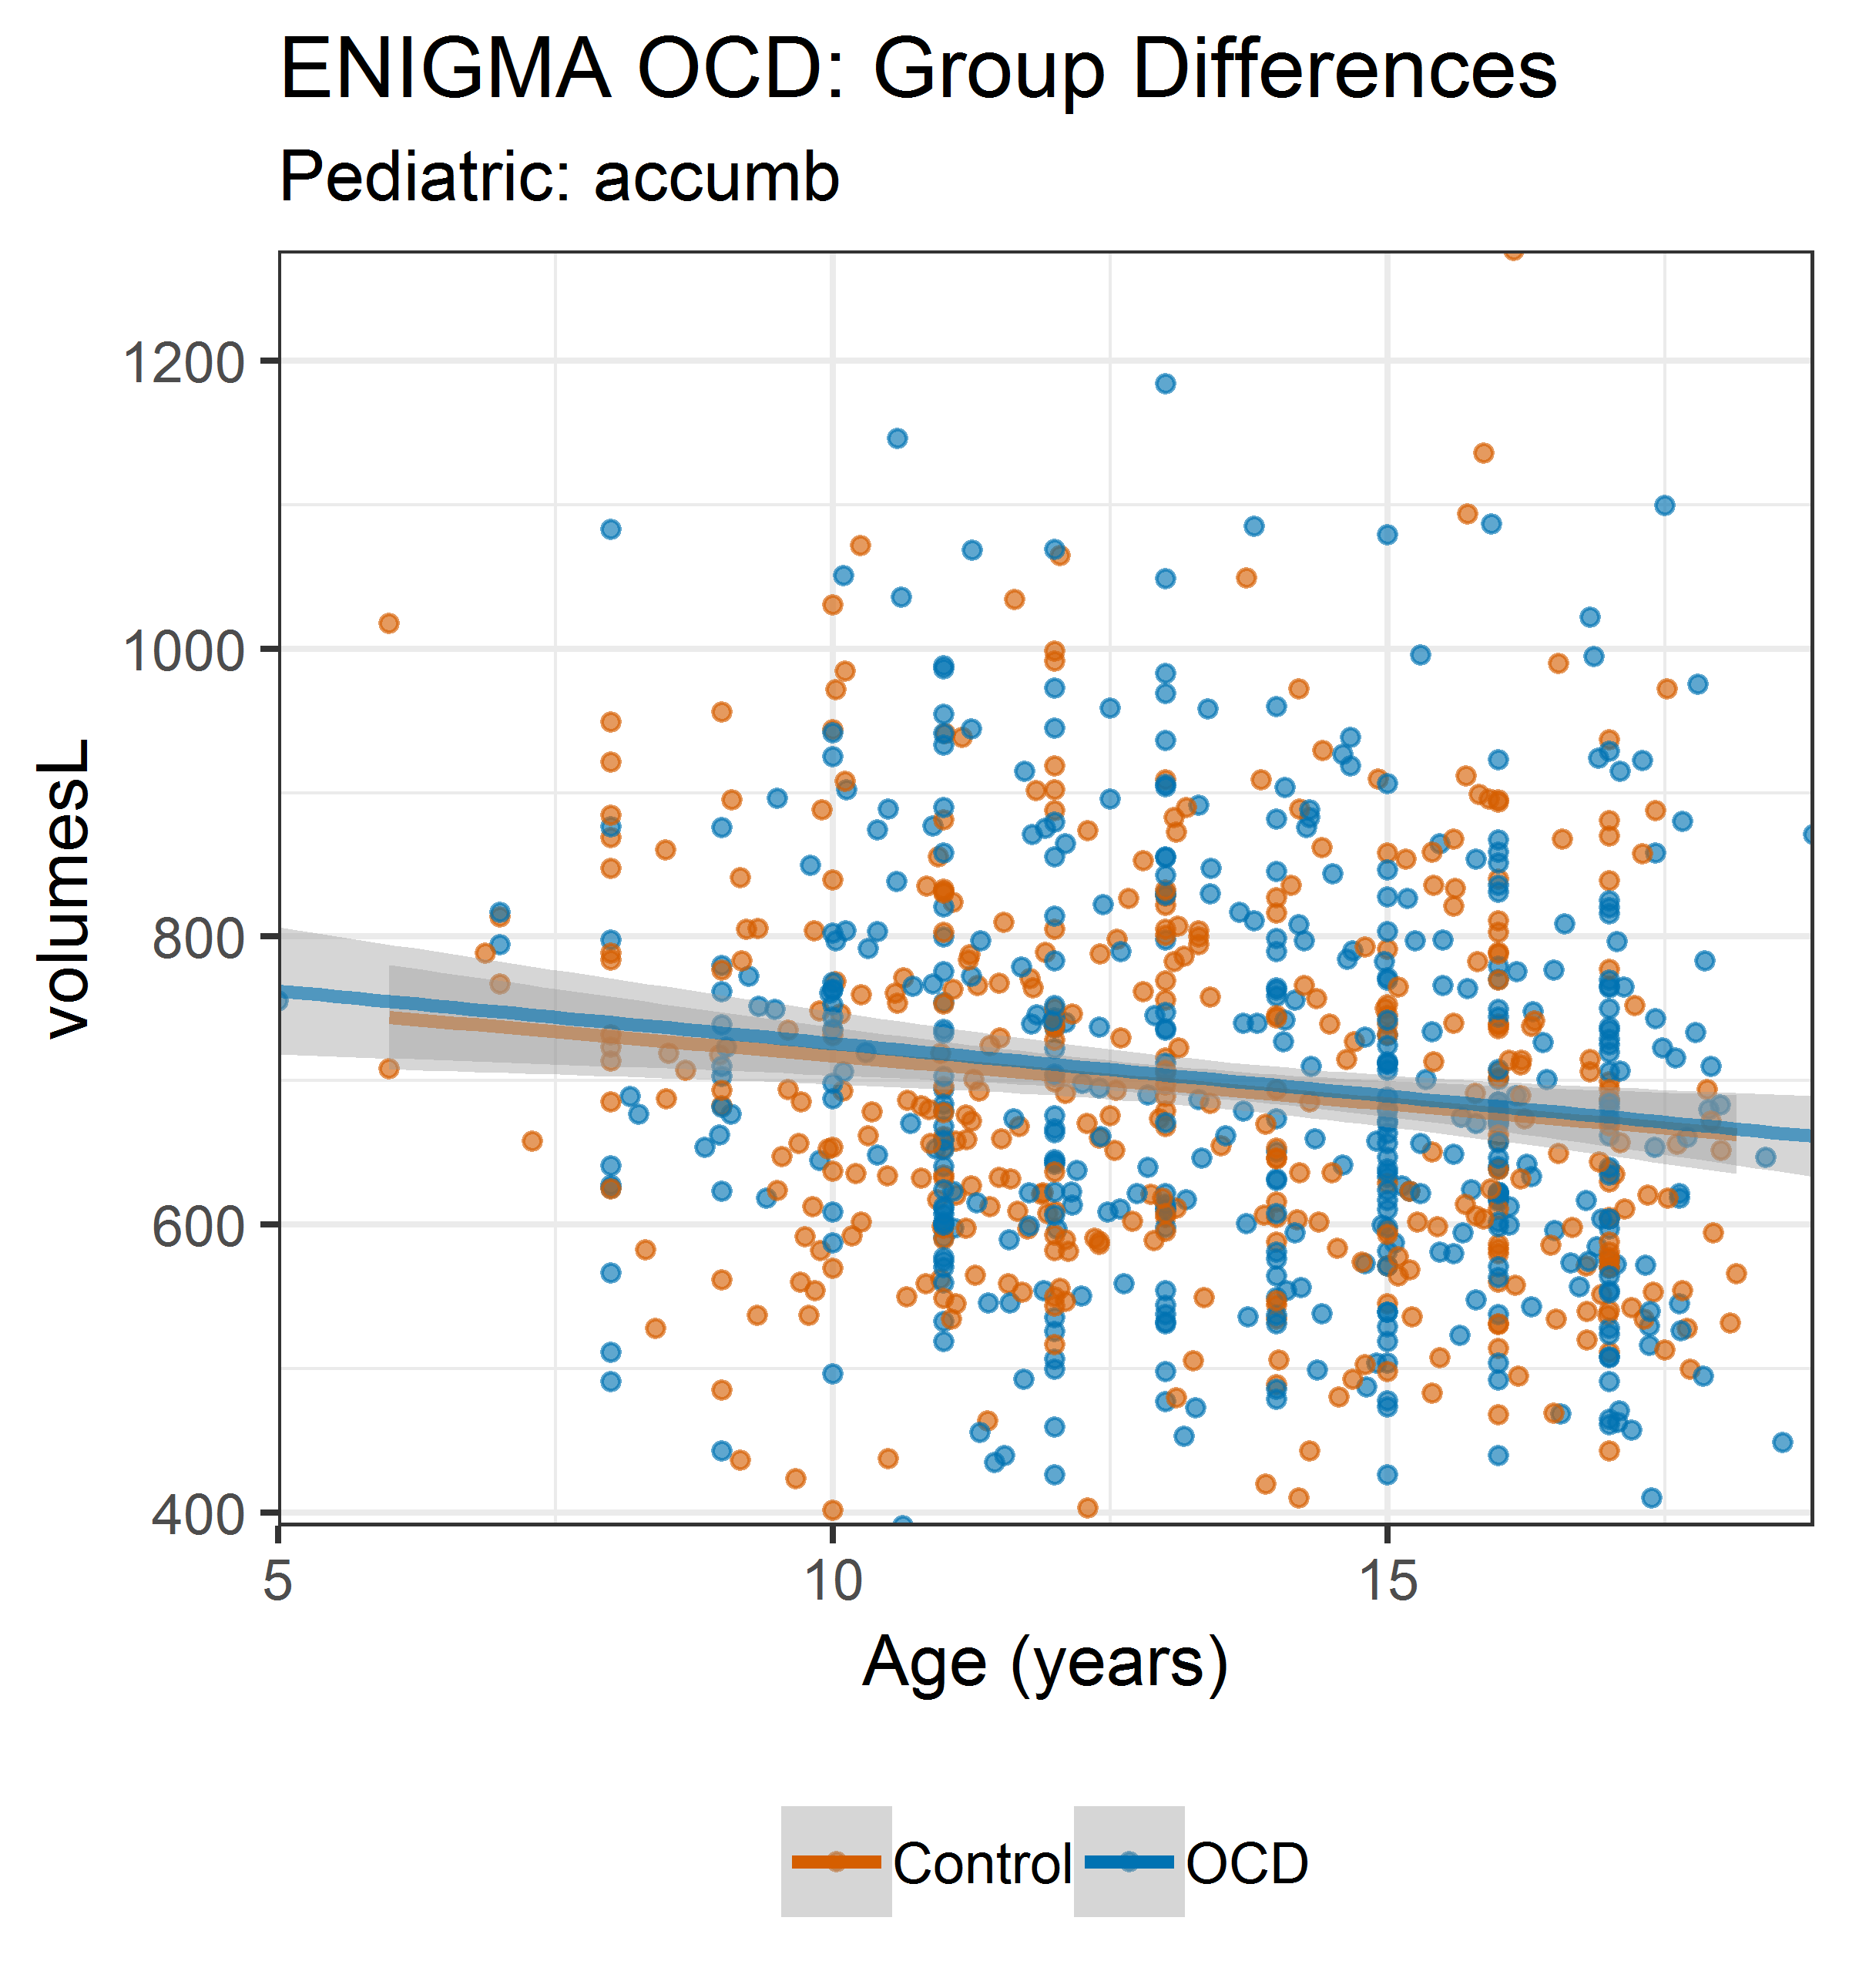 ENIGMA OCD: Group Differences
Pediatric: accumb
volumesL
1200
1000
800
600
400
5 10 15
Age (years)
Control OCD